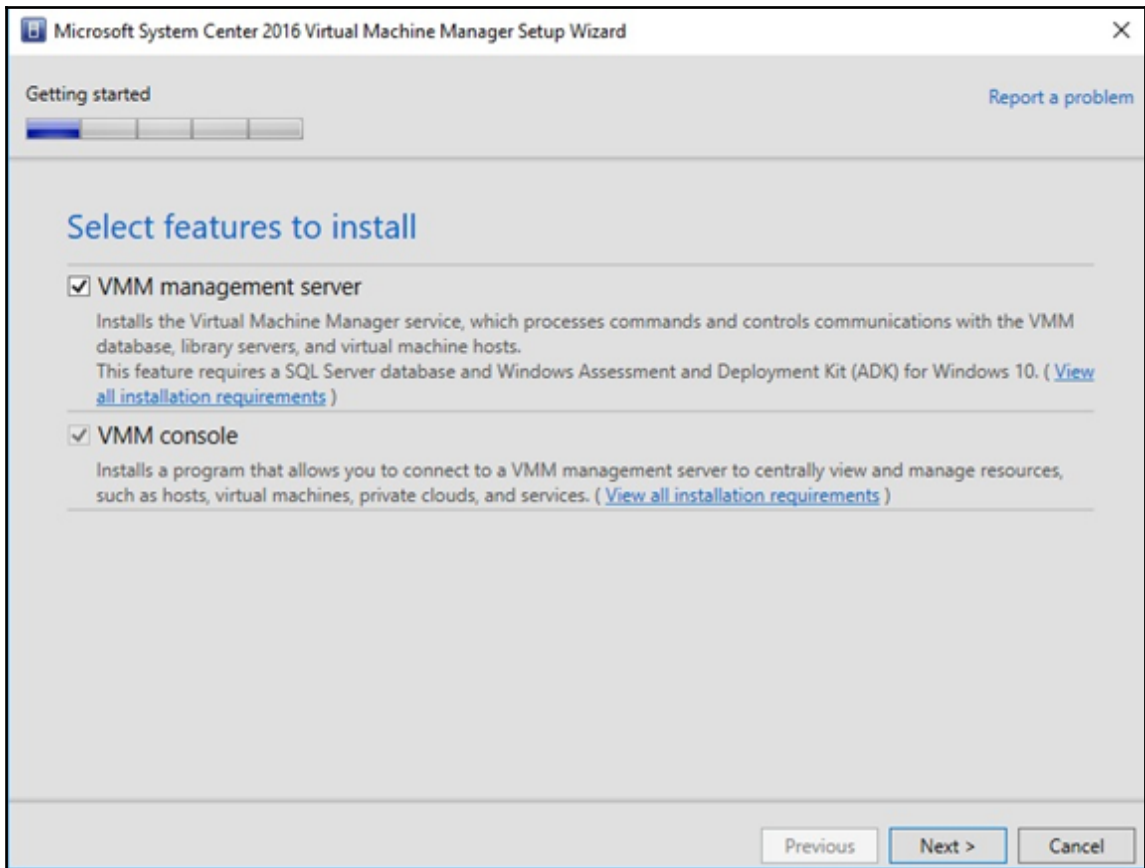 Microsoft System Center 2016 Virtual Machine Manager Setup Wizard
Getting started
Report a problem
Select features to install
VMM management server
Installs the Virtual Machine Manager service, which processes commands and controls communications with the VMM
database, library servers, and virtual machine hosts.
This feature requires a SQL Server database and Windows Assessment and Deployment Kit (ADK) for Windows 10. ( View
all installation requirements )
VMM console
Installs a program that allows you to connect to a VMM management server to centrally view and manage resources,
such as hosts, virtual machines, private clouds, and services. ( View all installation requirements )
Previous
Next >
Cancel